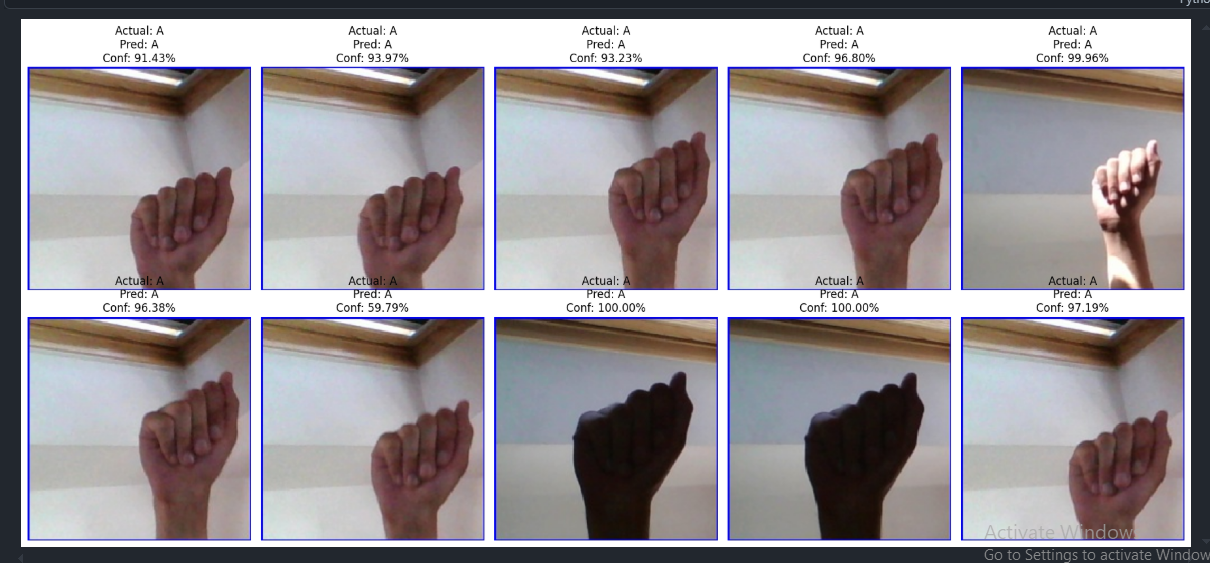 Actual: A
Pred: A
Conf: 91.43%
Actual: A
Pred: A
Conf: 93.97%
Actual: A
Pred: A
Conf: 93.23%
Actual: A
Pred: A
Conf: 96.80%
Actual: A
Pred: A
Conf: 99.96%
Actual: A
Pred: A
Conf: 96.38%
Actual: A
Pred: A
Conf: 59.79%
Actual: A
Pred: A
Conf: 100.00%
Actual: A
Pred: A
Conf: 100.00%
Actual: A
Pred: A
Conf: 97.19%
Activate Window
Go to Settings to activate Window